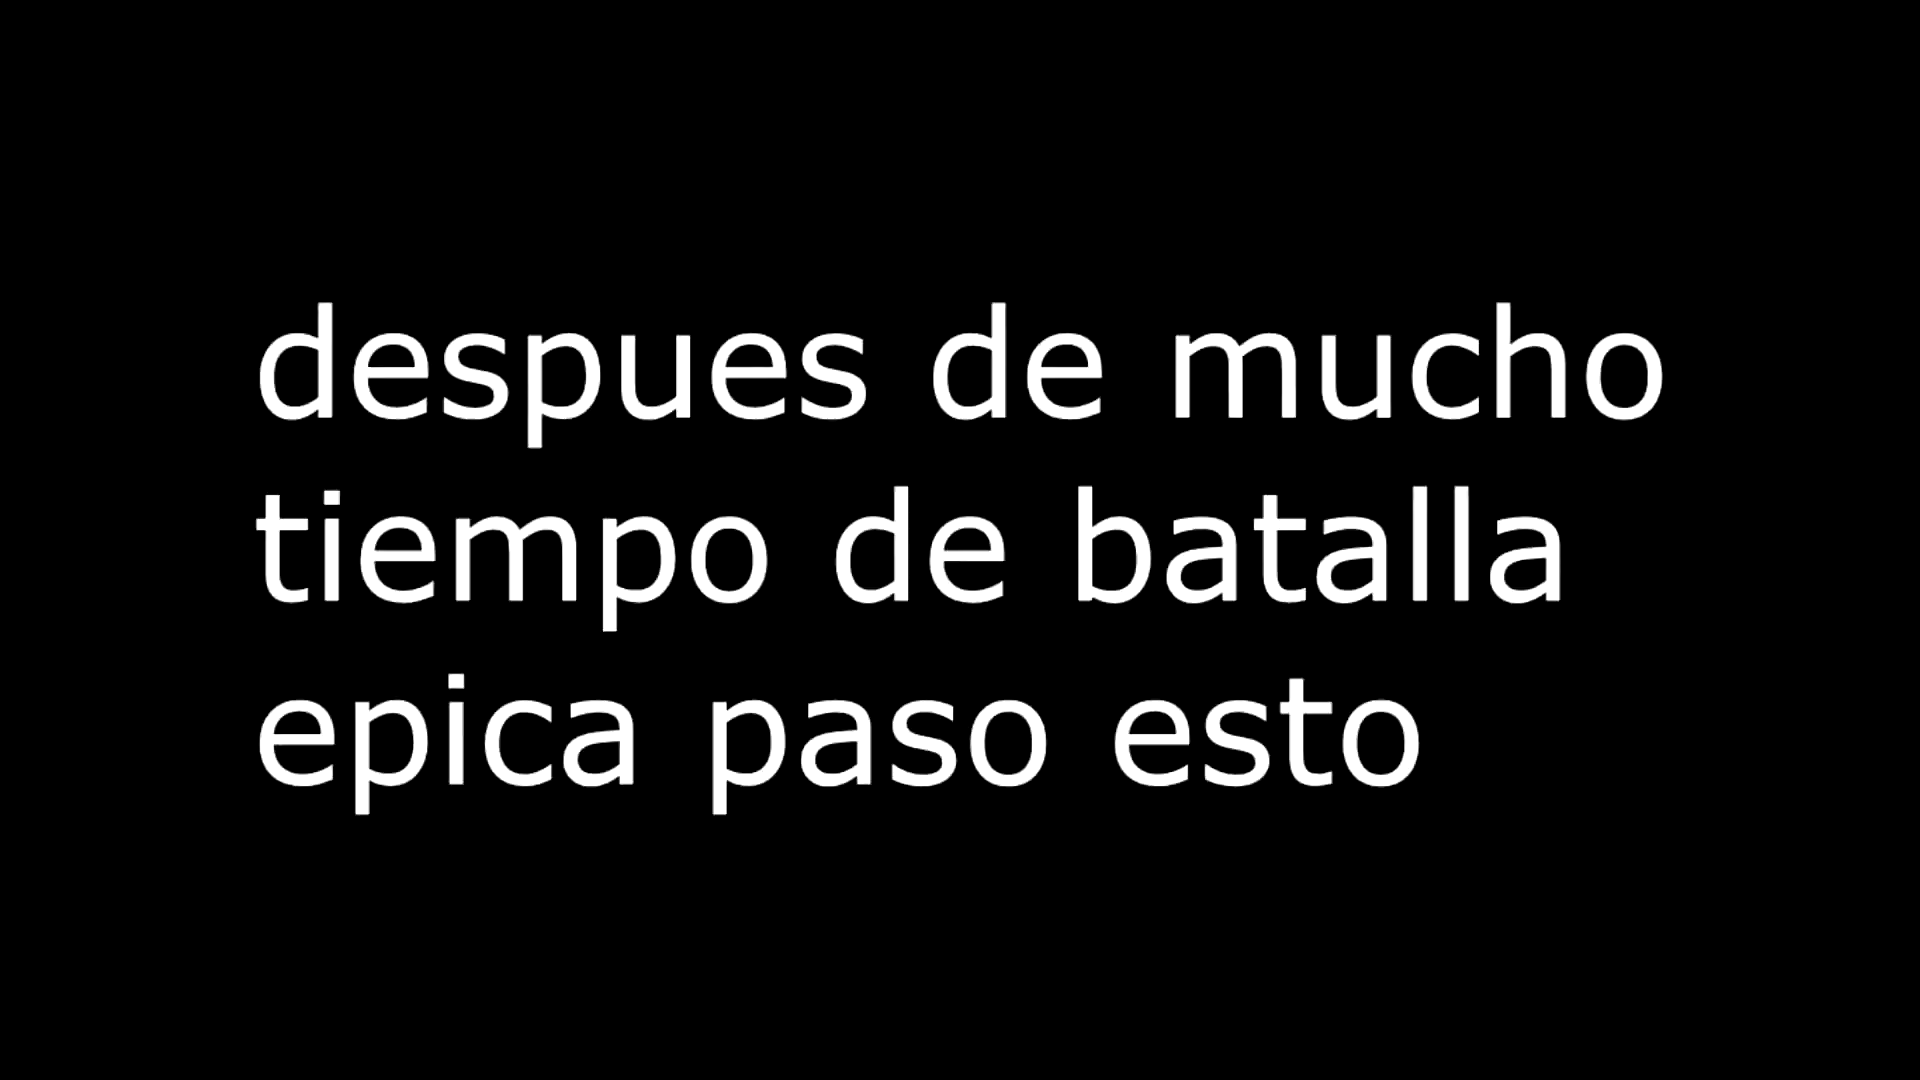 despues de mucho
tiempo de batalla
epica paso esto